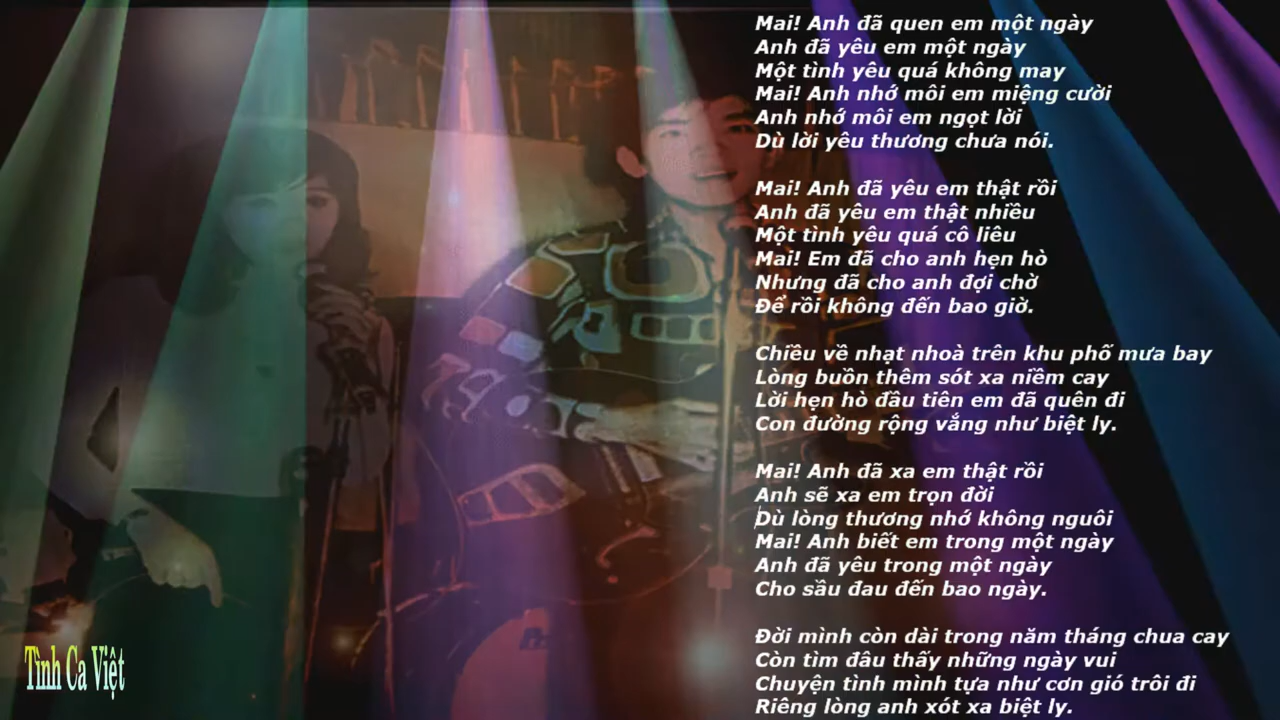 Mai! Anh đã quen em một ngày
Anh đã yêu em một ngày
Một tình yêu quá không may
Mai! Anh nhớ môi em miệng cười
Anh nhớ môi em ngọt lời
Dù lời yêu thương chưa nói.
Mai! Anh đã yêu em thật rồi
Anh đã yêu em thật nhiều
Một tình yêu quá cô liêu
Mai! Em đã cho anh hẹn hò
Nhưng đã cho anh đợi chờ
Để rồi không đến bao giờ.
Chiều về nhạt nhoà trên khu phố mưa bay
Lòng buồn thêm sót xa niềm cay
Lời hẹn hò đầu tiên em đã quên đi
Con đường rộng vắng như biệt ly.
Mai! Anh đã xa em thật rồi
Anh sẽ xa em trọn đời
Dù lòng thương nhớ không nguôi
Mai! Anh biết em trong một ngày
Anh đã yêu trong một ngày
Cho sầu đau đến bao ngày.
Đời mình còn dài trong năm tháng chua cay
Còn tìm đâu thấy những ngày vui
Chuyện tình mình tựa như cơn gió trôi đi
Riêng lòng anh xót xa biệt ly.
Tình Ca Việt